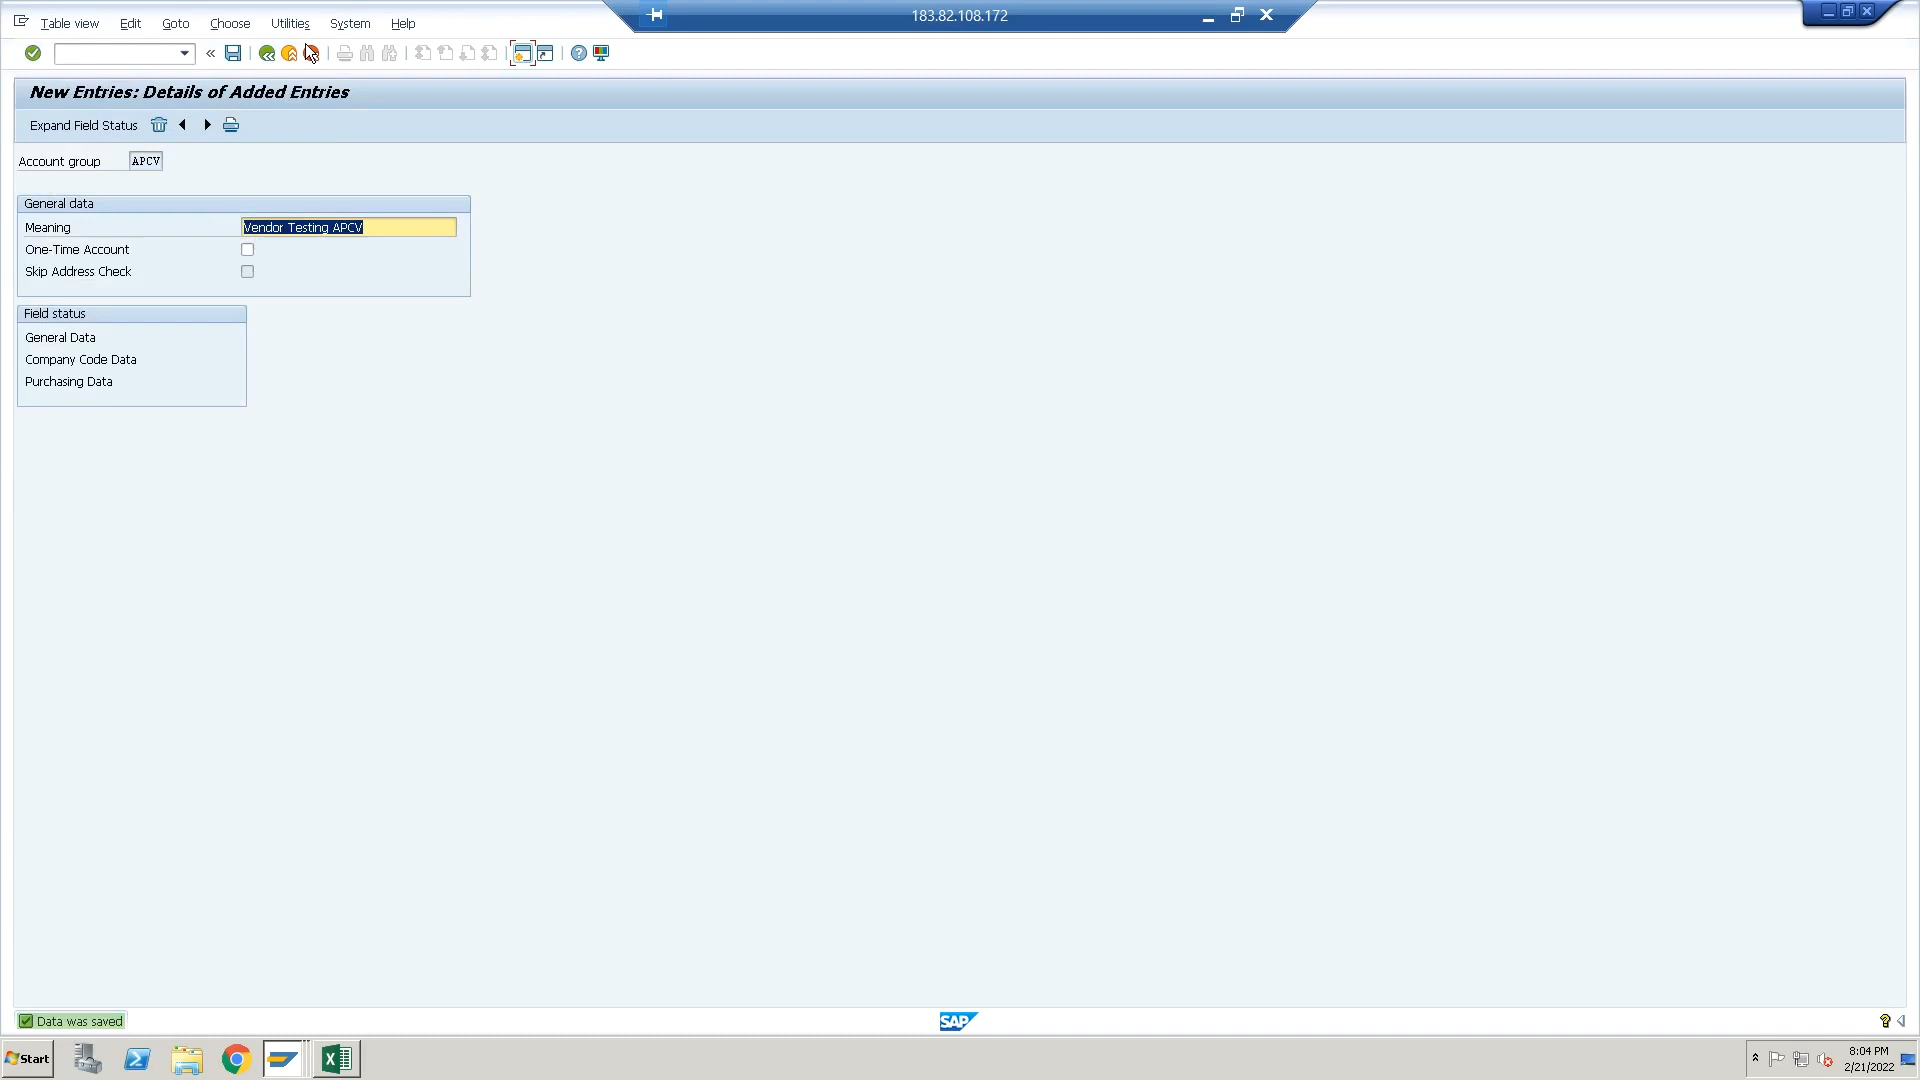 183.82.108.172
Table view Edit Goto Choose Utilities System Help
New Entries: Details of Added Entries
Expand Field Status
Account group APCV
General data
Meaning Vendor Testing APCV
One-Time Account
Skip Address Check
Field status
General Data
Company Code Data
Purchasing Data
Data was saved
SAP
Start
8:04 PM
2/21/2022